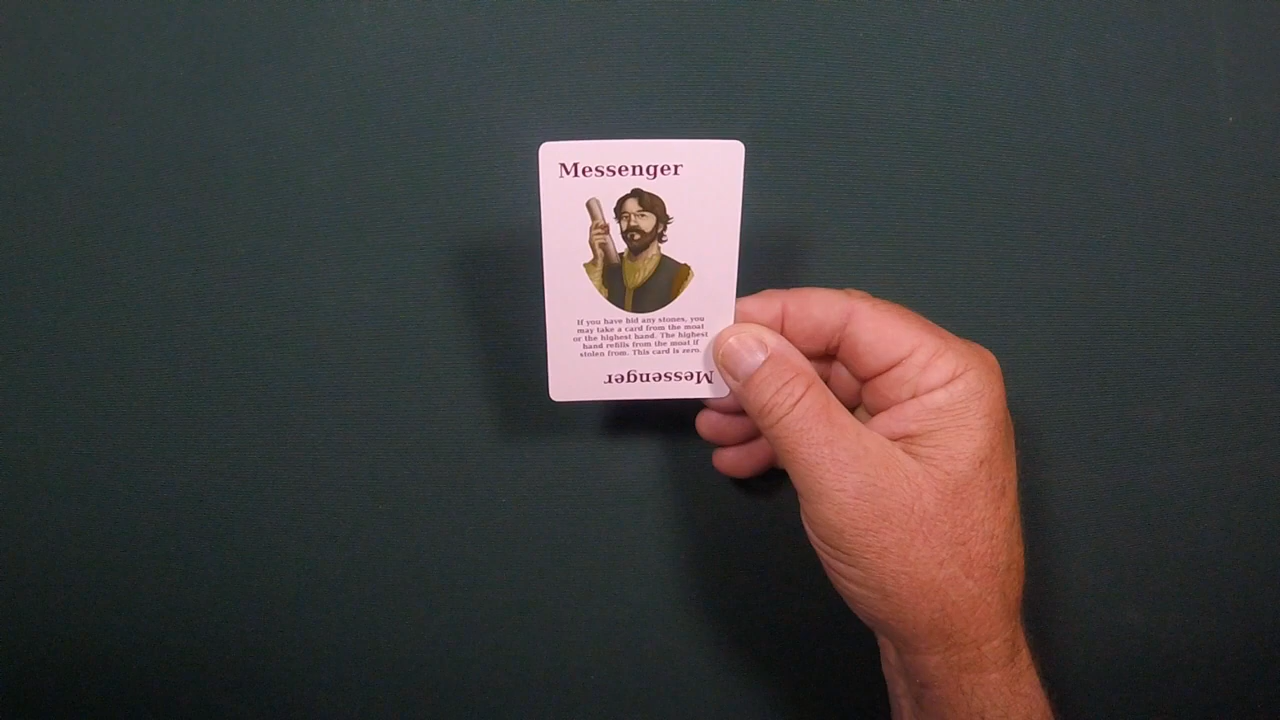 Messenger
If you have bid any stones, you
may take a card from the moat
or the highest hand. The highest
hand refills from the moat if
stolen from. This card is zero.
Messenger